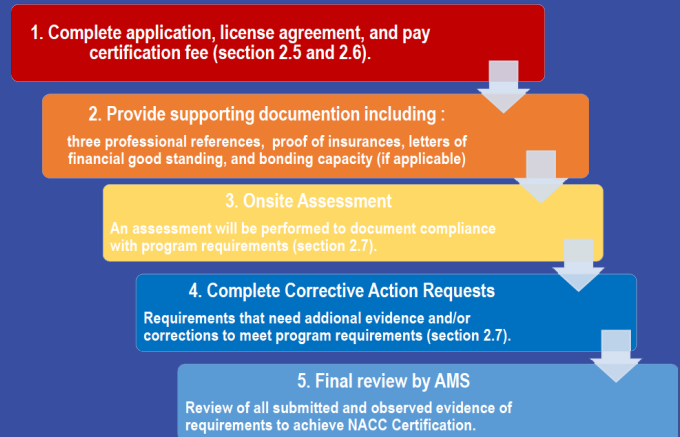 1. Complete application, license agreement, and pay
certification fee (section 2.5 and 2.6).
2. Provide supporting documention including :
three professional references, proof of insurances, letters of
financial good standing, and bonding capacity (if applicable)
3. Onsite Assessment
An assessment will be performed to document compliance
with program requirements (section 2.7).
4. Complete Corrective Action Requests
Requirements that need addional evidence and/or
corrections to meet program requirements (section 2.7).
5. Final review by AMS
Review of all submitted and observed evidence of
requirements to achieve NACC Certification.